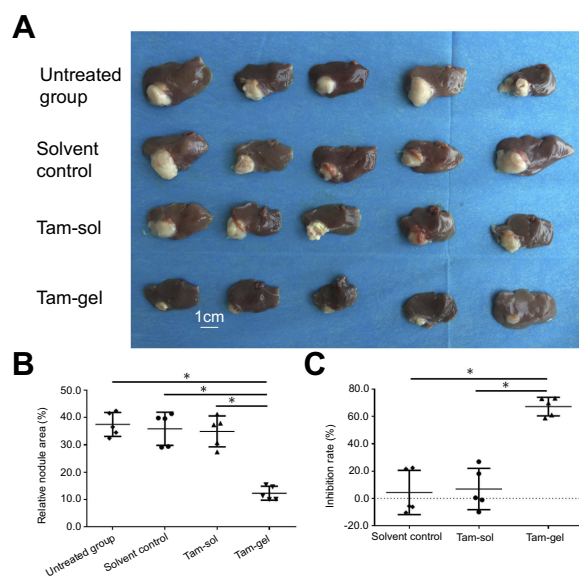 A
Untreated
group
Solvent
control
Tam-sol
Tam-gel
1cm
B
Relative nodule area (%)
50.0
40.0
30.0
20.0
10.0
0.0
*
*
*
Untreated group
Solvent control
Tam-sol
Tam-gel
C
Inhibition rate (%)
80.0
60.0
40.0
20.0
0.0
-20.0
*
*
Solvent control
Tam-sol
Tam-gel